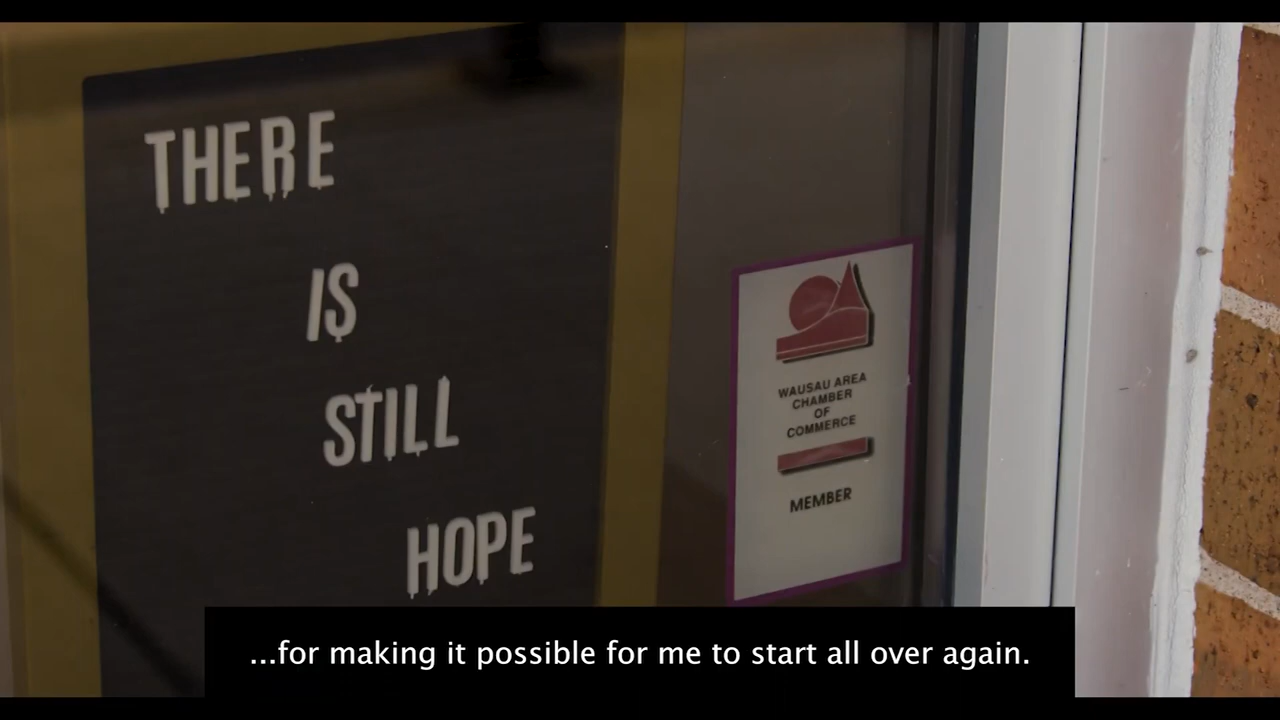 THERE
IS
STILL
HOPE
WAUSAU AREA
CHAMBER
OF
COMMERCE
MEMBER
...for making it possible for me to start all over again.